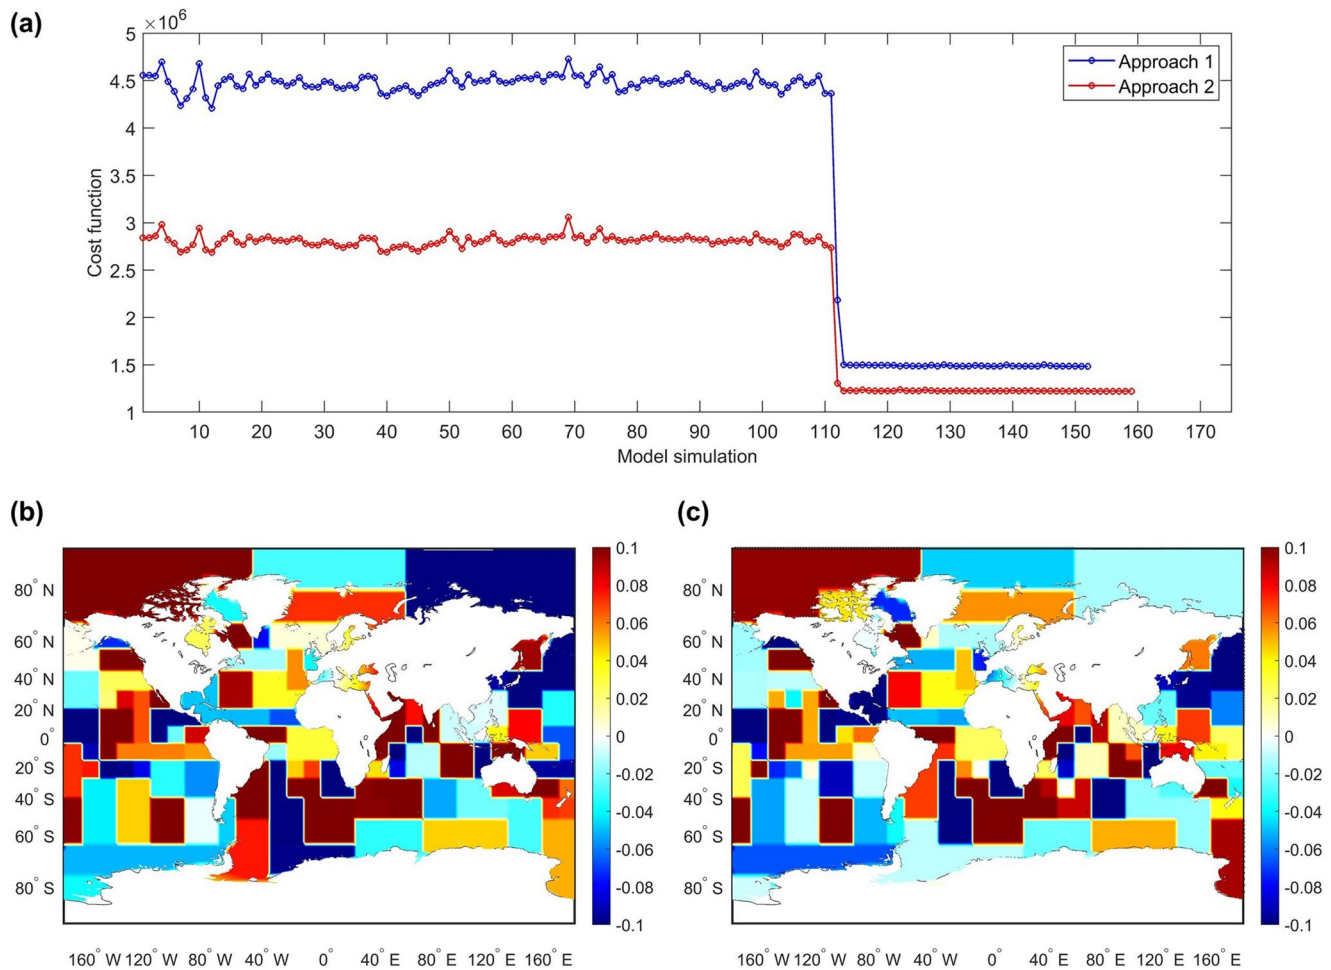 (a)
×10⁶
5
4.5
4
3.5
3
2.5
2
1.5
1
Cost function
Approach 1
Approach 2
10 20 30 40 50 60 70 80 90 100 110 120 130 140 150 160 170
Model simulation
(b)
80° N
60° N
40° N
20° N
0°
20° S
40° S
60° S
80° S
160° W 120° W 80° W 40° W 0° 40° E 80° E 120° E 160° E
0.1
0.08
0.06
0.04
0.02
0
-0.02
-0.04
-0.06
-0.08
-0.1
(c)
80° N
60° N
40° N
20° N
0°
20° S
40° S
60° S
80° S
160° W 120° W 80° W 40° W 0° 40° E 80° E 120° E 160° E
0.1
0.08
0.06
0.04
0.02
0
-0.02
-0.04
-0.06
-0.08
-0.1